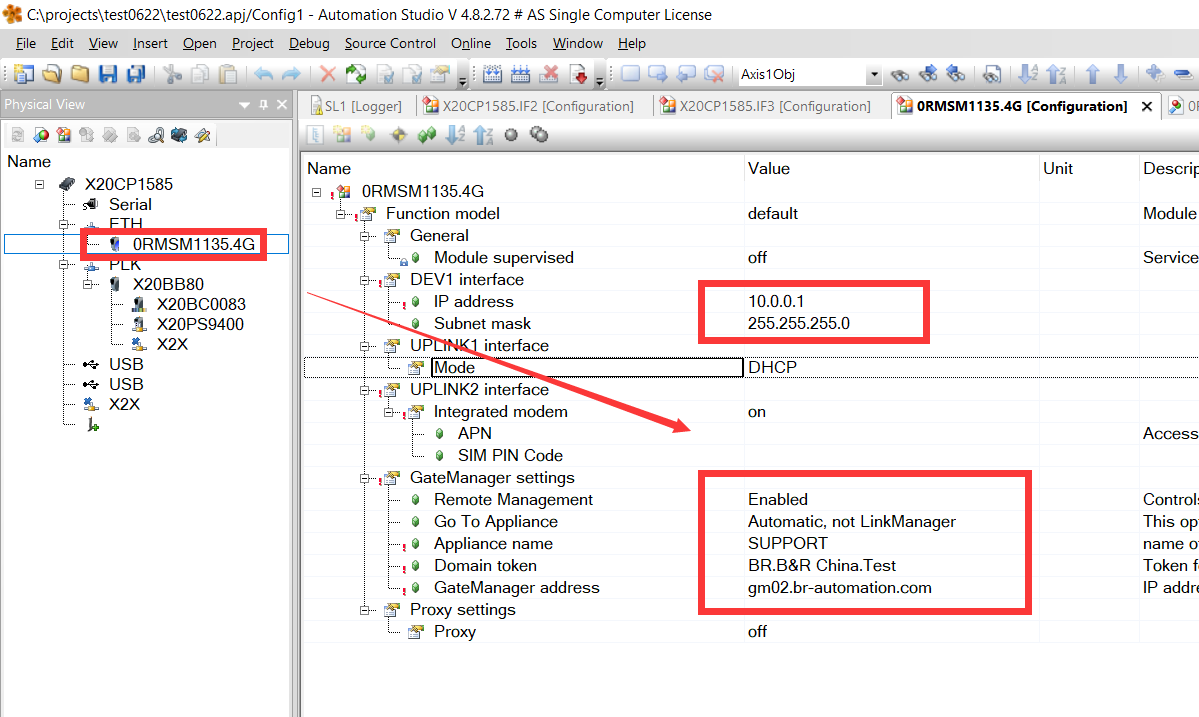 C:\projects\test0622\test0622.apj/Config1 - Automation Studio V 4.8.2.72 # AS Single Computer License
File Edit View Insert Open Project Debug Source Control Online Tools Window Help
Axis1Obj
Physical View
SL1 [Logger] X20CP1585.IF2 [Configuration] X20CP1585.IF3 [Configuration] 0RMSM1135.4G [Configuration]
Name
X20CP1585
Serial
ETH
0RMSM1135.4G
PLK
X20BB80
X20BC0083
X20PS9400
X2X
USB
USB
X2X
Name Value Unit Descrip
0RMSM1135.4G
Function model default Module
General
Module supervised off Service
DEV1 interface
IP address 10.0.0.1
Subnet mask 255.255.255.0
UPLINK1 interface
Mode DHCP
UPLINK2 interface
Integrated modem on
APN Access
SIM PIN Code
GateManager settings
Remote Management Enabled Controls
Go To Appliance Automatic, not LinkManager This op
Appliance name SUPPORT name o
Domain token BR.B&R China.Test Token f
GateManager address gm02.br-automation.com IP addre
Proxy settings
Proxy off